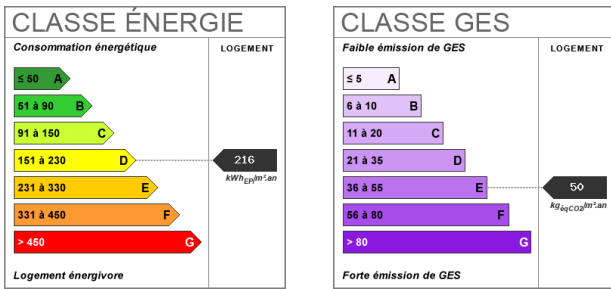 CLASSE ÉNERGIE
Consommation énergétique
LOGEMENT
≤ 50 A
51 à 90 B
91 à 150 C
151 à 230 D
216
kWhEP/m².an
231 à 330 E
331 à 450 F
> 450 G
Logement énergivore
CLASSE GES
Faible émission de GES
LOGEMENT
≤ 5 A
6 à 10 B
11 à 20 C
21 à 35 D
36 à 55 E
50
kgéqCO2/m².an
56 à 80 F
> 80 G
Forte émission de GES